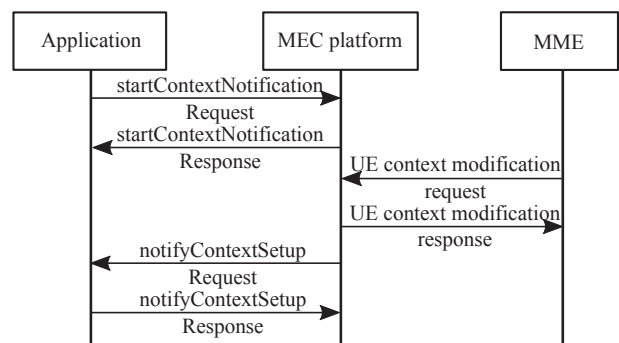 Application
MEC platform
MME
startContextNotification
Request
startContextNotification
Response
UE context modification
request
UE context modification
response
notifyContextSetup
Request
notifyContextSetup
Response